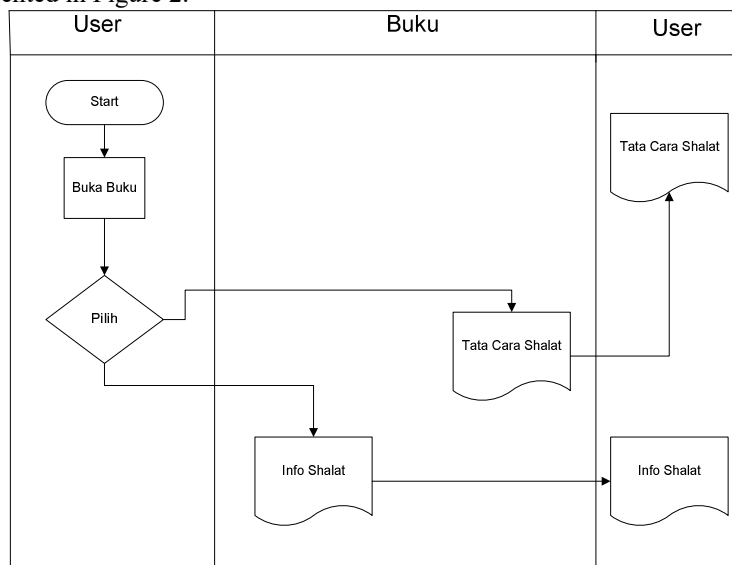 ented in Figure 2.
User
Buku
User
Start
Buka Buku
Pilih
Tata Cara Shalat
Tata Cara Shalat
Info Shalat
Info Shalat